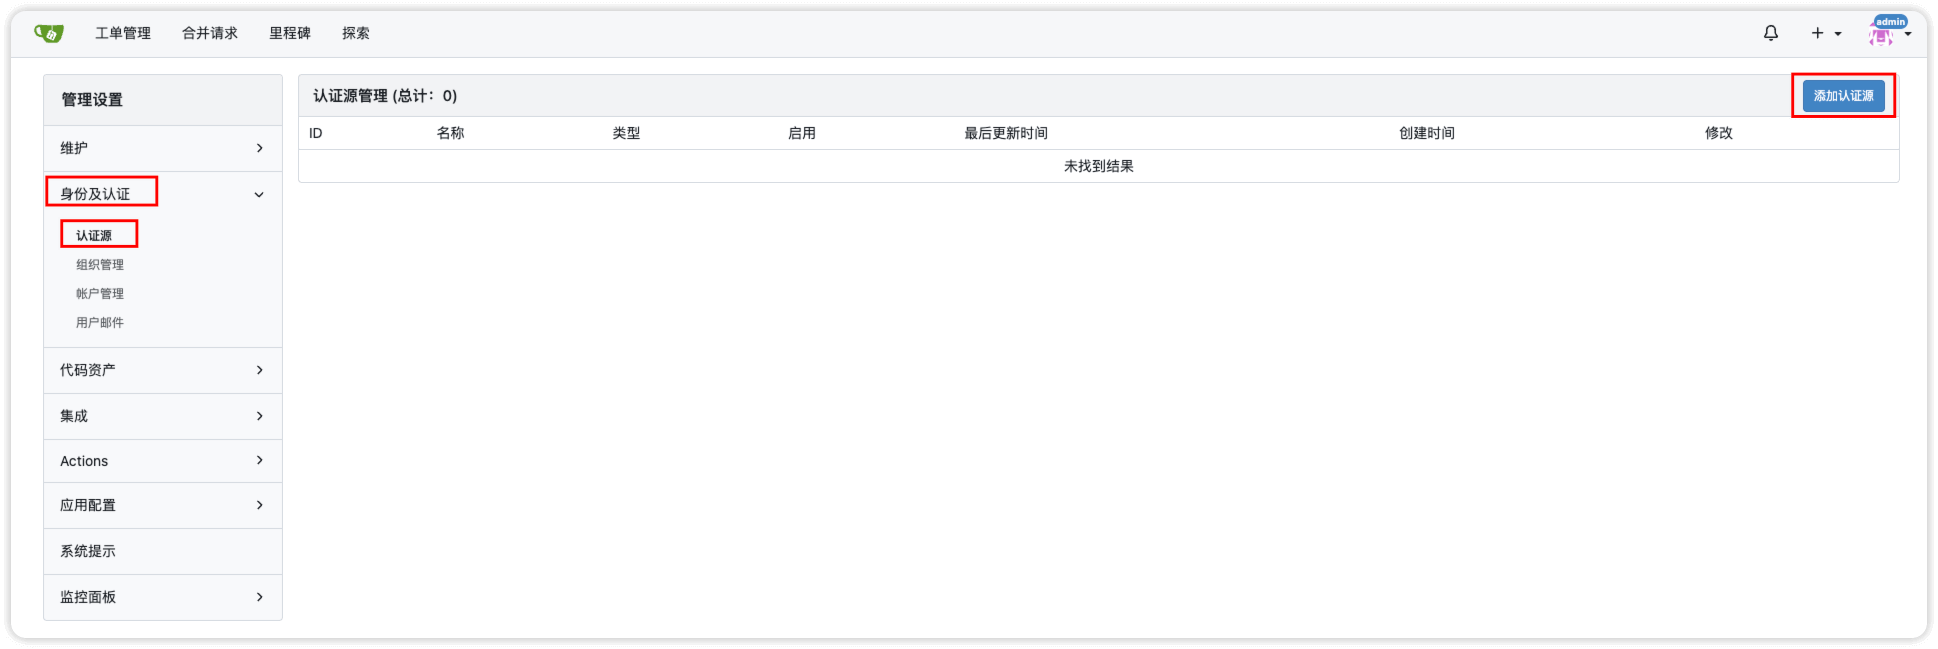 工单管理 合并请求 里程碑 探索 admin
管理设置
维护
身份及认证
认证源
组织管理
帐户管理
用户邮件
代码资产
集成
Actions
应用配置
系统提示
监控面板
认证源管理 (总计：0) 添加认证源
ID 名称 类型 启用 最后更新时间 创建时间 修改
未找到结果